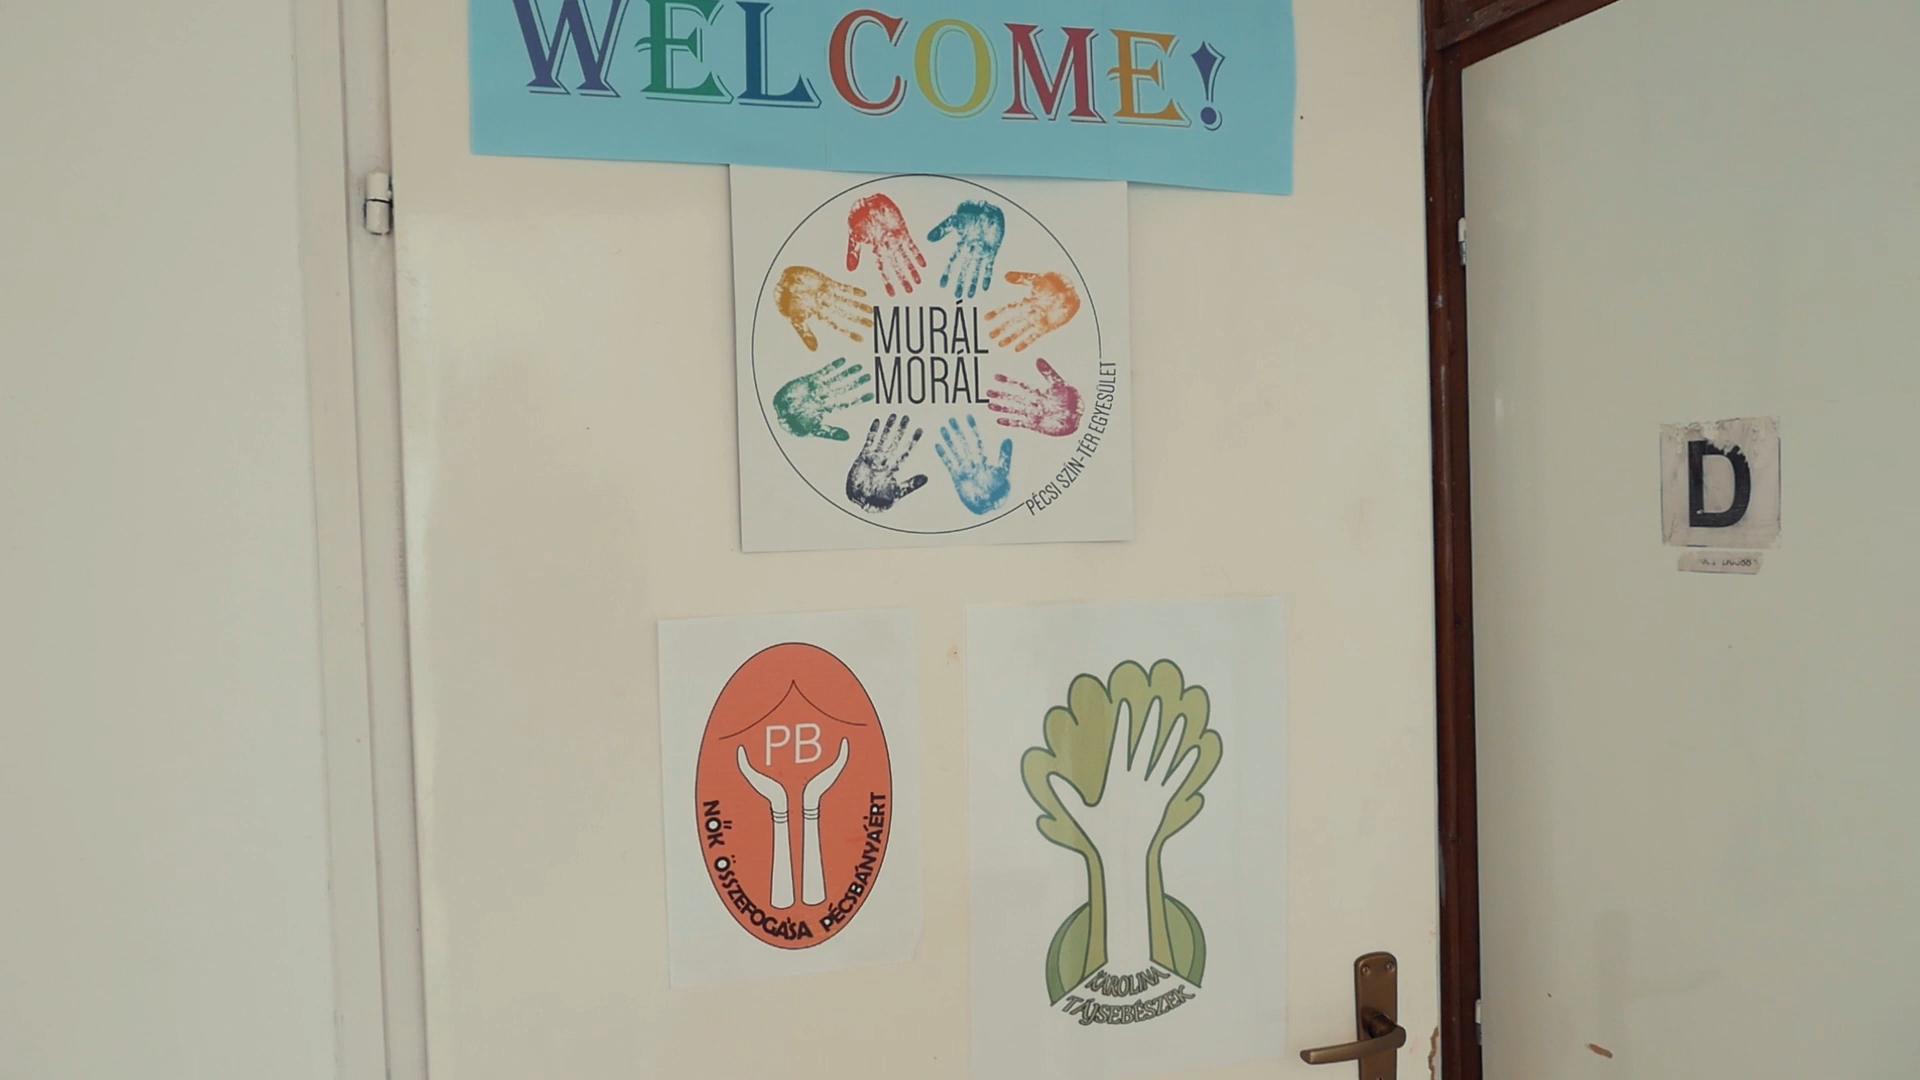 WELCOME!
MURÁL
MORÁL
PÉCSI SZÍN-TÉR EGYESÜLET
D
PB
NŐK ÖSSZEFOGÁSA PÉCSBÁNYÁÉRT
KAROLINA
TÁJSEBÉSZEK